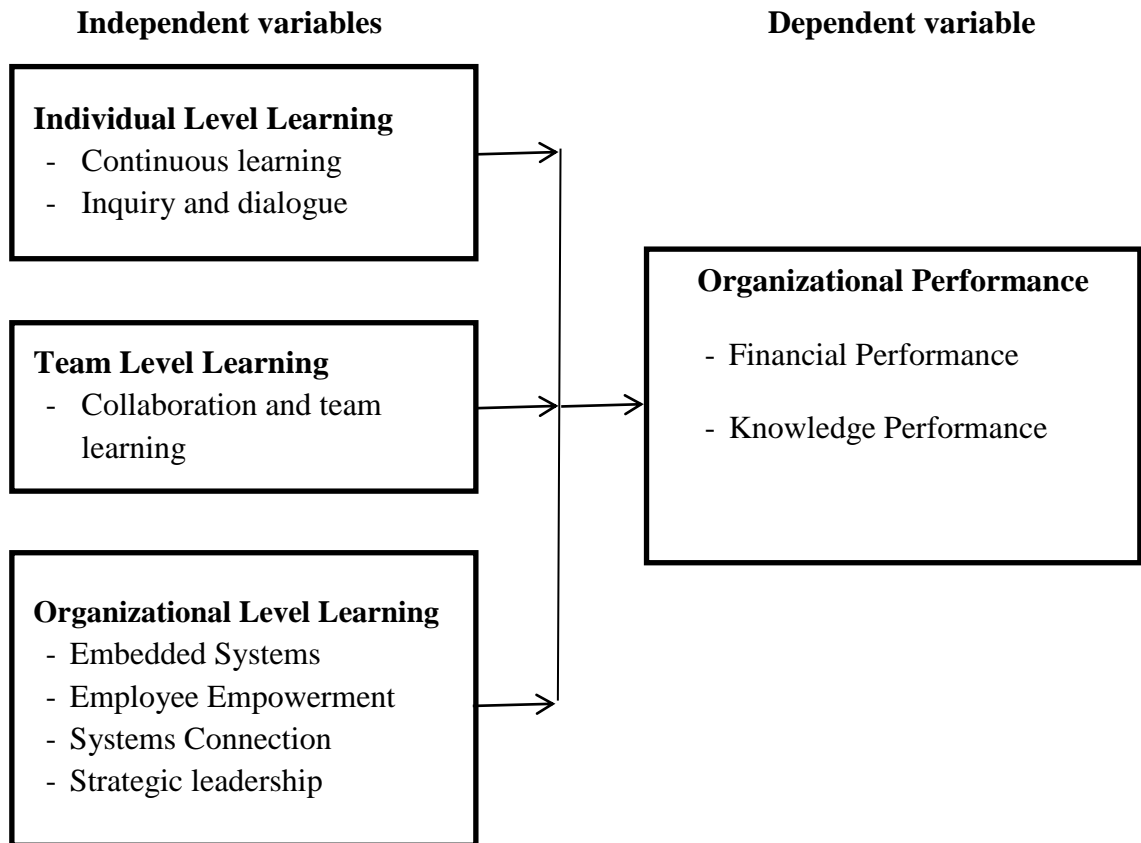 Independent variables
Dependent variable
Individual Level Learning
- Continuous learning
- Inquiry and dialogue
Team Level Learning
- Collaboration and team
learning
Organizational Level Learning
- Embedded Systems
- Employee Empowerment
- Systems Connection
- Strategic leadership
Organizational Performance
- Financial Performance
- Knowledge Performance